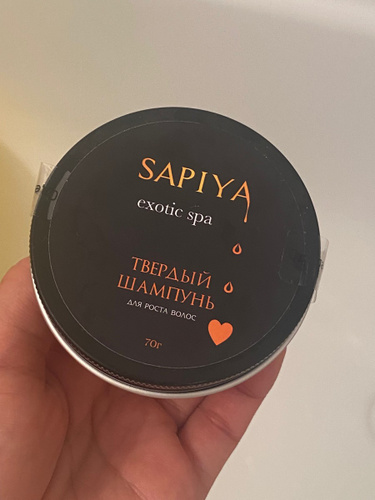 SAPIYA
exotic spa
ТВЕРДЫЙ
ШАМПУНЬ
ДЛЯ РОСТА ВОЛОС
70г